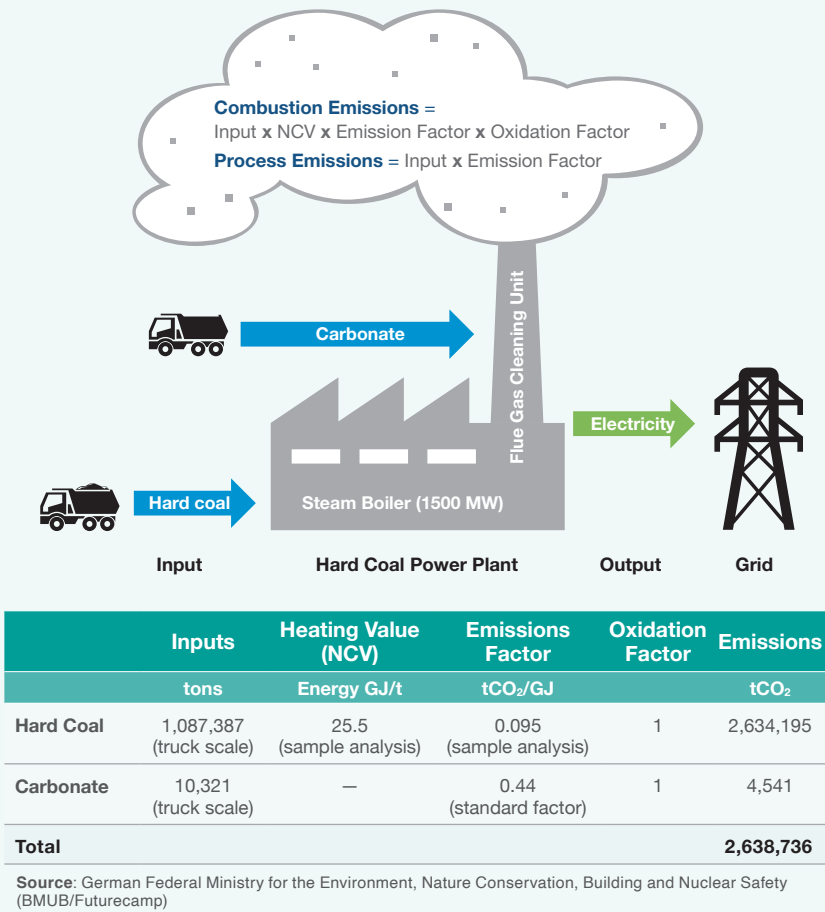 Combustion Emissions =
Input x NCV x Emission Factor x Oxidation Factor
Process Emissions = Input x Emission Factor
Flue Gas Cleaning Unit
Carbonate
Electricity
Hard coal
Steam Boiler (1500 MW)
Input
Hard Coal Power Plant
Output
Grid
Inputs
Heating Value
(NCV)
Emissions
Factor
Oxidation
Factor
Emissions
tons
Energy GJ/t
tCO₂/GJ
tCO₂
Hard Coal
1,087,387
(truck scale)
25.5
(sample analysis)
0.095
(sample analysis)
1
2,634,195
Carbonate
10,321
(truck scale)
—
0.44
(standard factor)
1
4,541
Total
2,638,736
Source: German Federal Ministry for the Environment, Nature Conservation, Building and Nuclear Safety
(BMUB/Futurecamp)